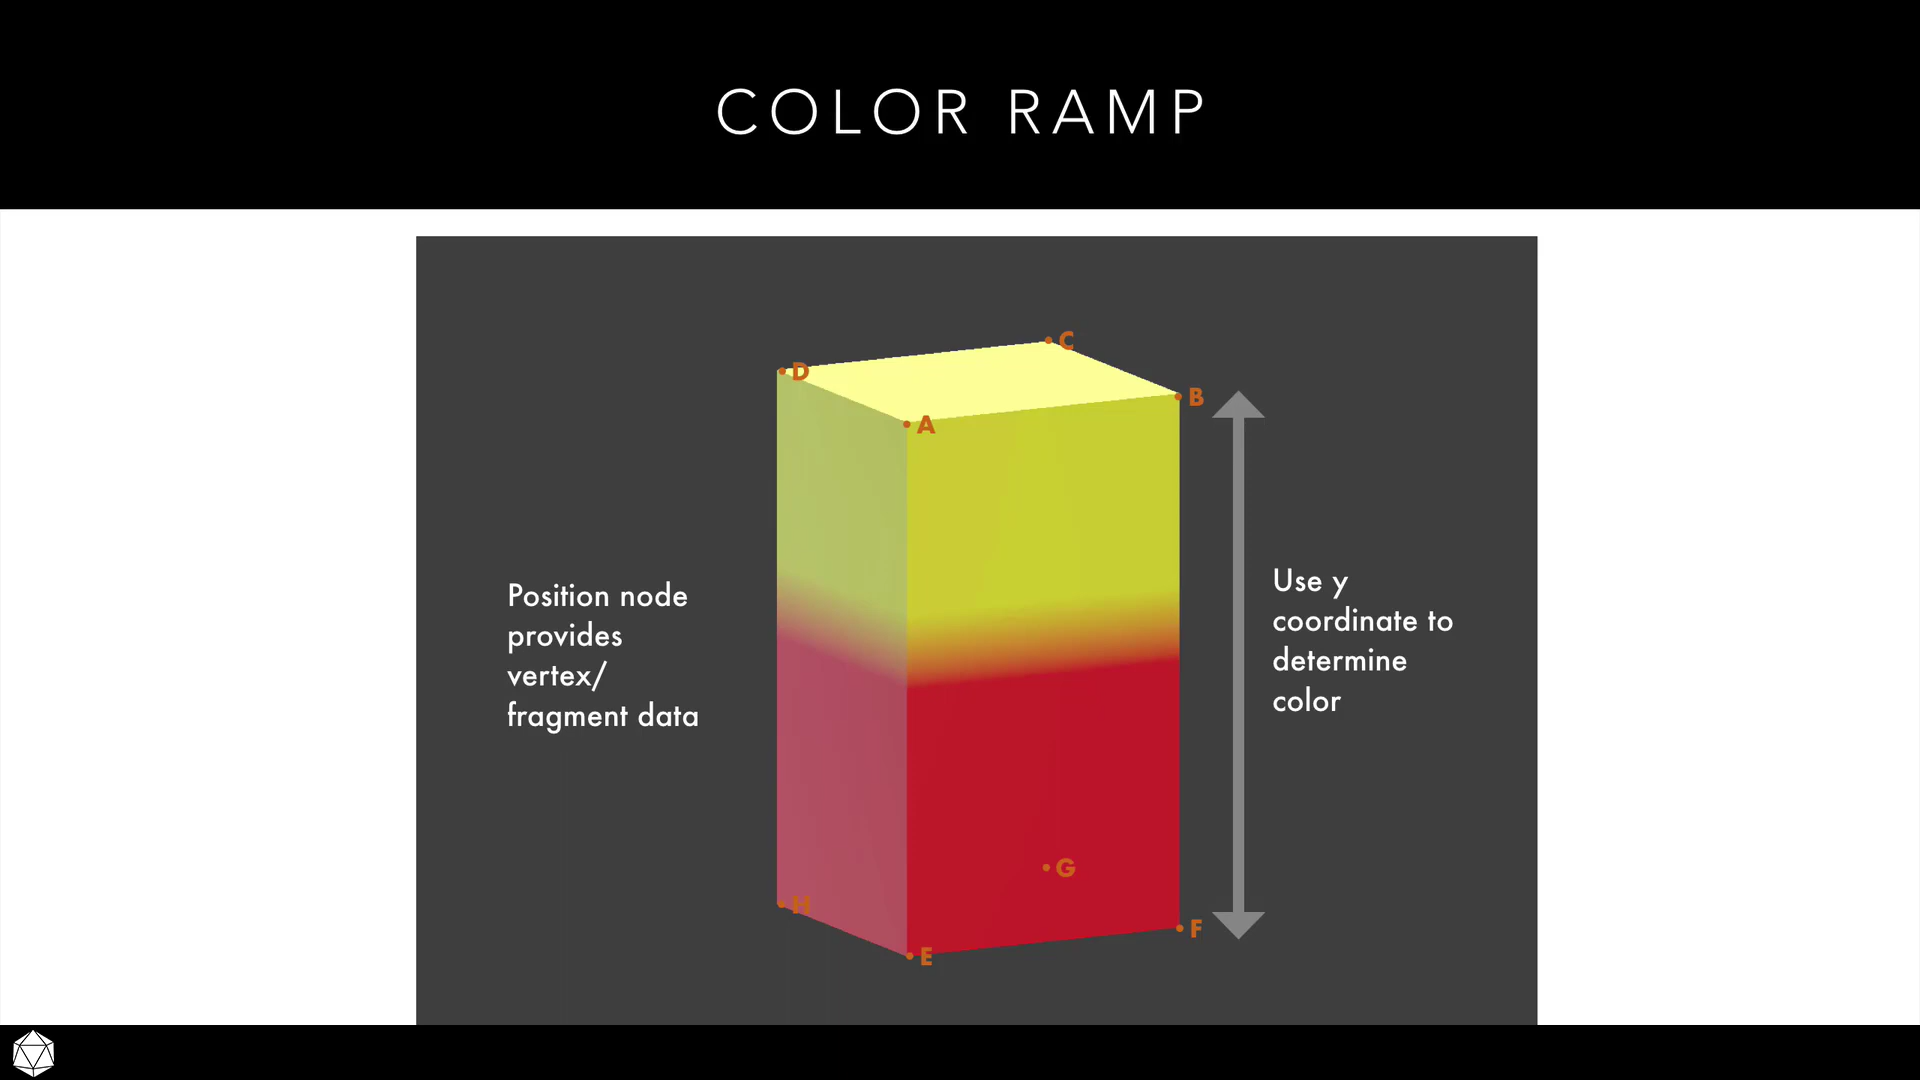 COLOR RAMP
C
D
B
A
Position node
provides
vertex/
fragment data
Use y
coordinate to
determine
color
G
H
F
E